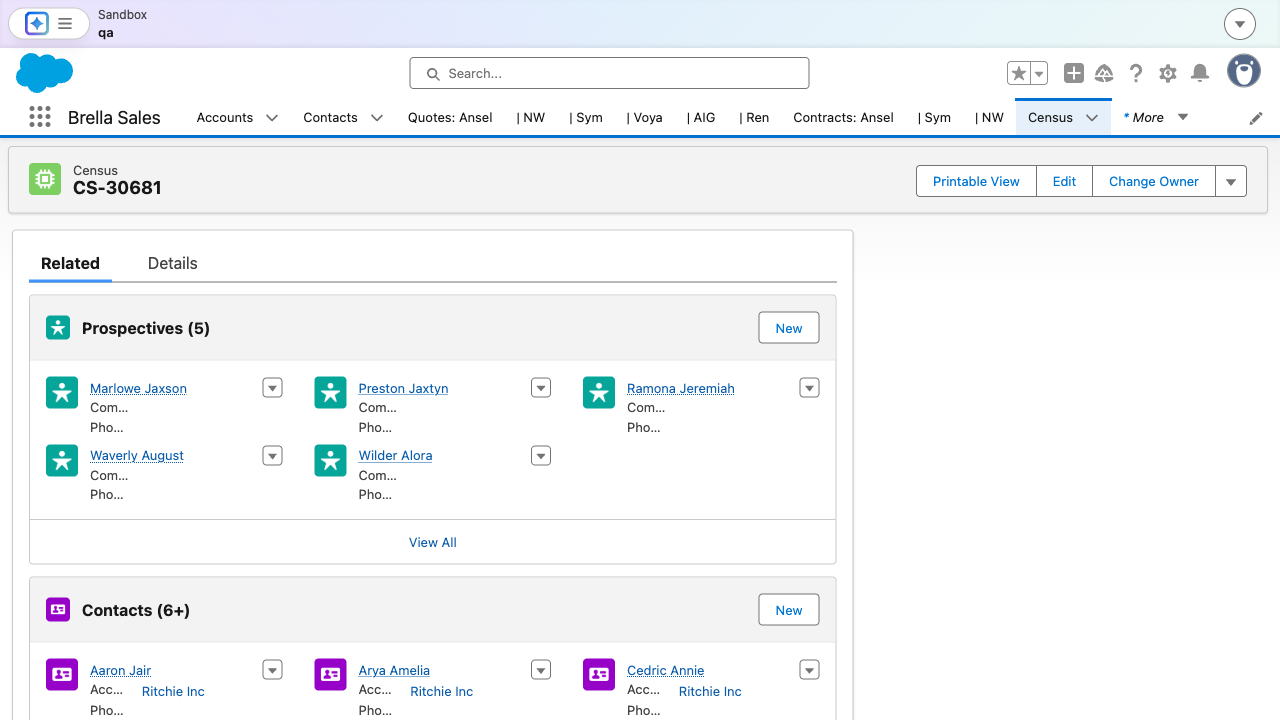 Sandbox
qa
Search...
Brella Sales
Accounts
Contacts
Quotes: Ansel
| NW
| Sym
| Voya
| AIG
| Ren
Contracts: Ansel
| Sym
| NW
Census
* More
Census
CS-30681
Printable View
Edit
Change Owner
Related
Details
Prospectives (5)
New
Marlowe Jaxson
Com...
Pho...
Preston Jaxtyn
Com...
Pho...
Ramona Jeremiah
Com...
Pho...
Waverly August
Com...
Pho...
Wilder Alora
Com...
Pho...
View All
Contacts (6+)
New
Aaron Jair
Acc... Ritchie Inc
Pho...
Arya Amelia
Acc... Ritchie Inc
Pho...
Cedric Annie
Acc... Ritchie Inc
Pho...